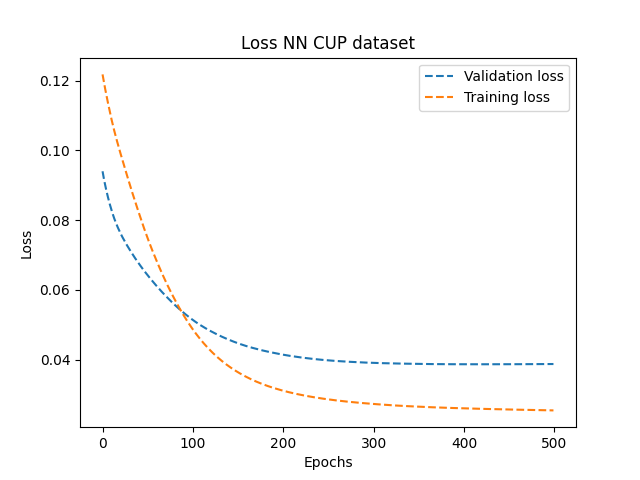 Loss NN CUP dataset
Validation loss
Training loss
0.12
0.10
0.08
0.06
0.04
Loss
0 100 200 300 400 500
Epochs